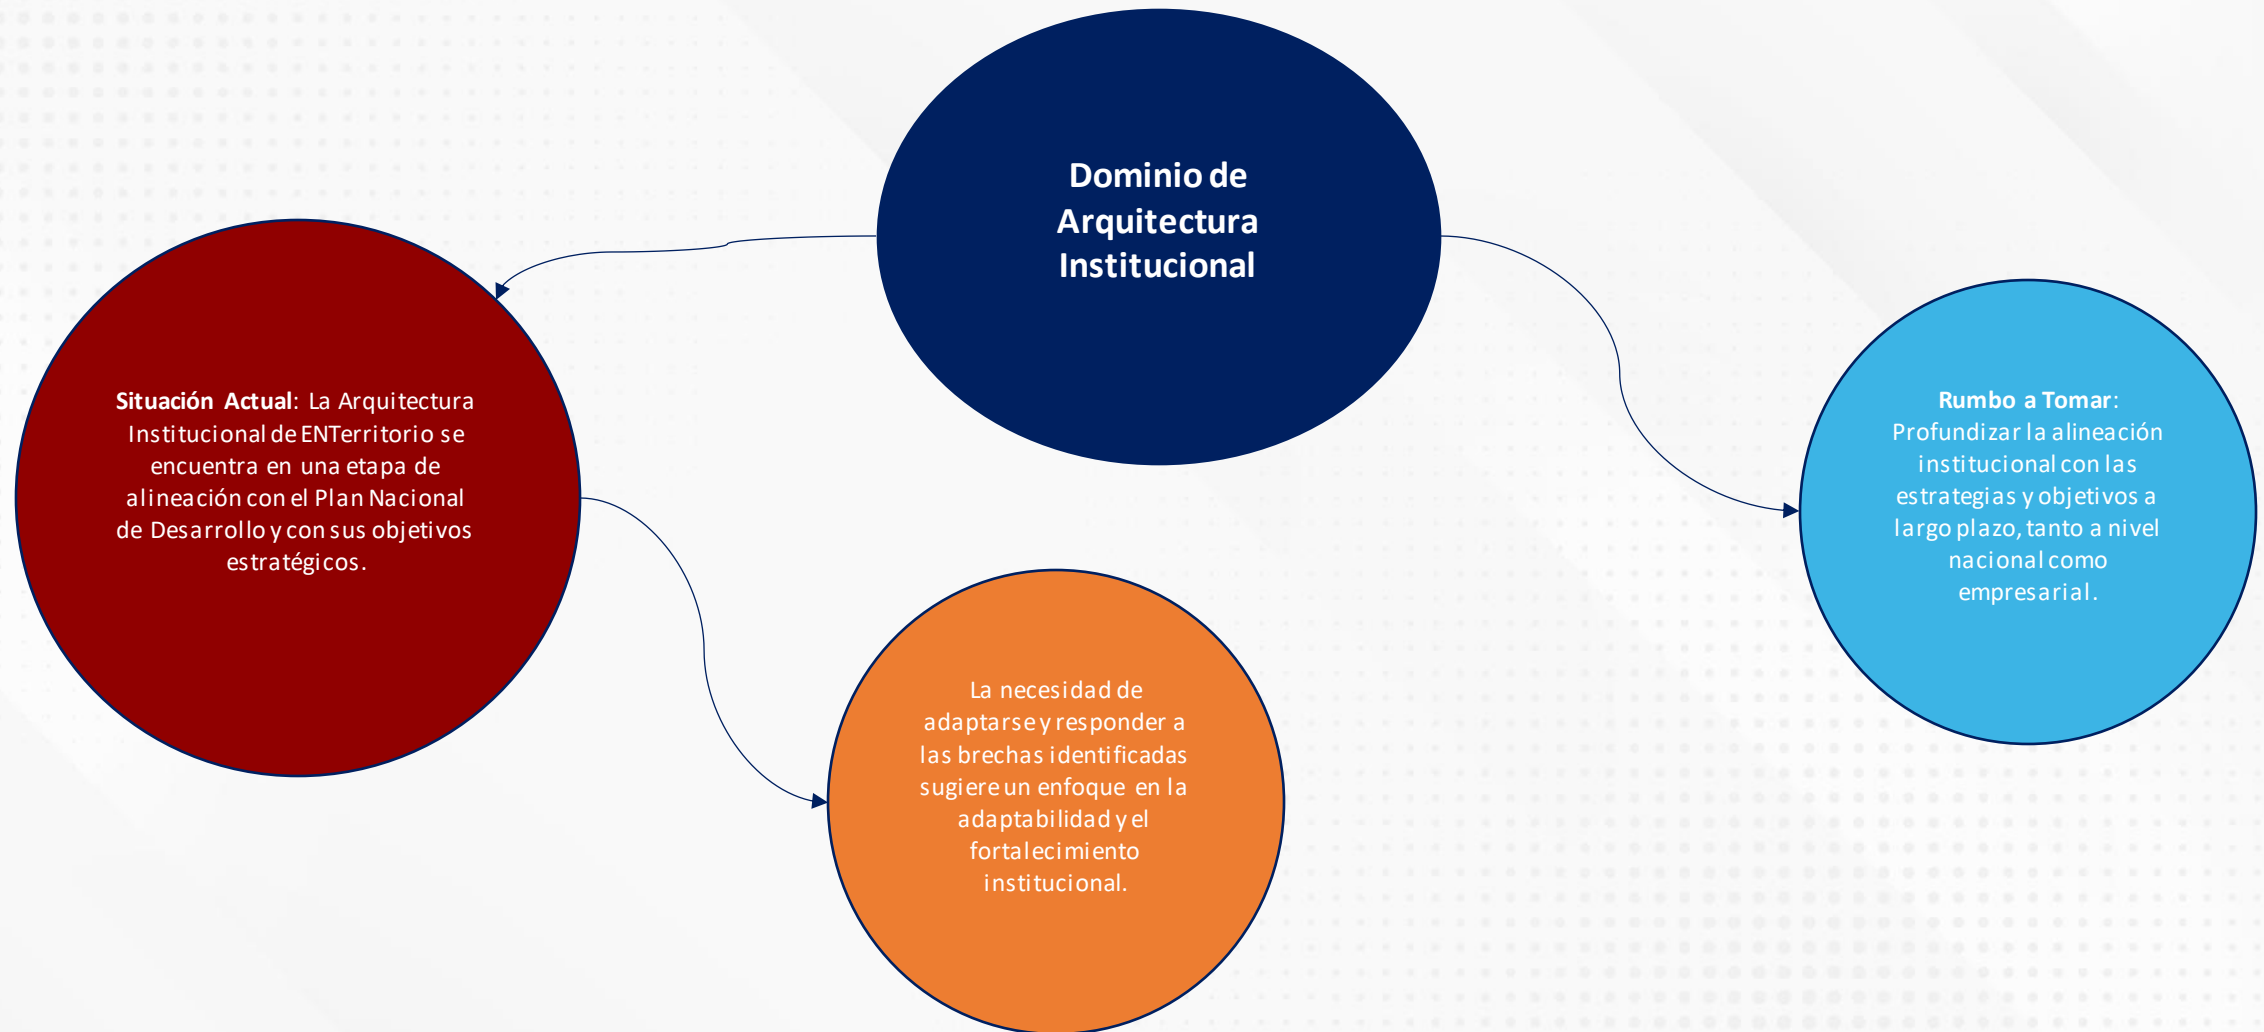 Dominio de
Arquitectura
Institucional
Situación Actual: La Arquitectura
Institucional de ENTerritorio se
encuentra en una etapa de
alineación con el Plan Nacional
de Desarrollo y con sus objetivos
estratégicos.
La necesidad de
adaptarse y responder a
las brechas identificadas
sugiere un enfoque en la
adaptabilidad y el
fortalecimiento
institucional.
Rumbo a Tomar:
Profundizar la alineación
institucional con las
estrategias y objetivos a
largo plazo, tanto a nivel
nacional como
empresarial.